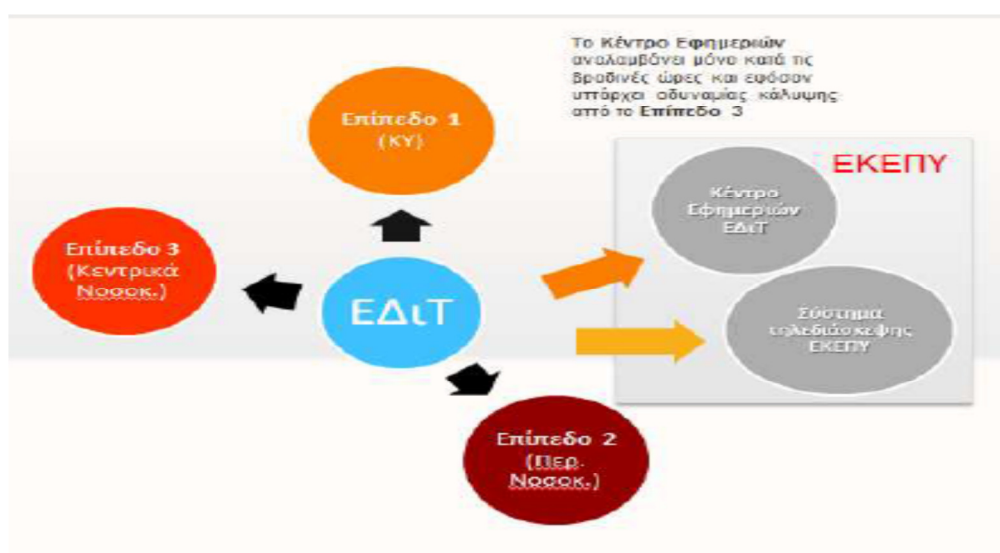 Το Κέντρο Εφημεριών
αναλαμβάνει μόνο κατά τις
βραδινές ώρες και εφόσον
υπάρχει αδυναμίας κάλυψης
από το Επίπεδο 3
Επίπεδο 1
(ΚΥ)
ΕΚΕΠΥ
Κέντρο
Εφημεριών
ΕΔιΤ
Επίπεδο 3
(Κεντρικά
Νοσοκ.)
ΕΔιΤ
Σύστημα
τηλεδιάσκεψης
ΕΚΕΠΥ
Επίπεδο 2
(Περ.
Νοσοκ.)